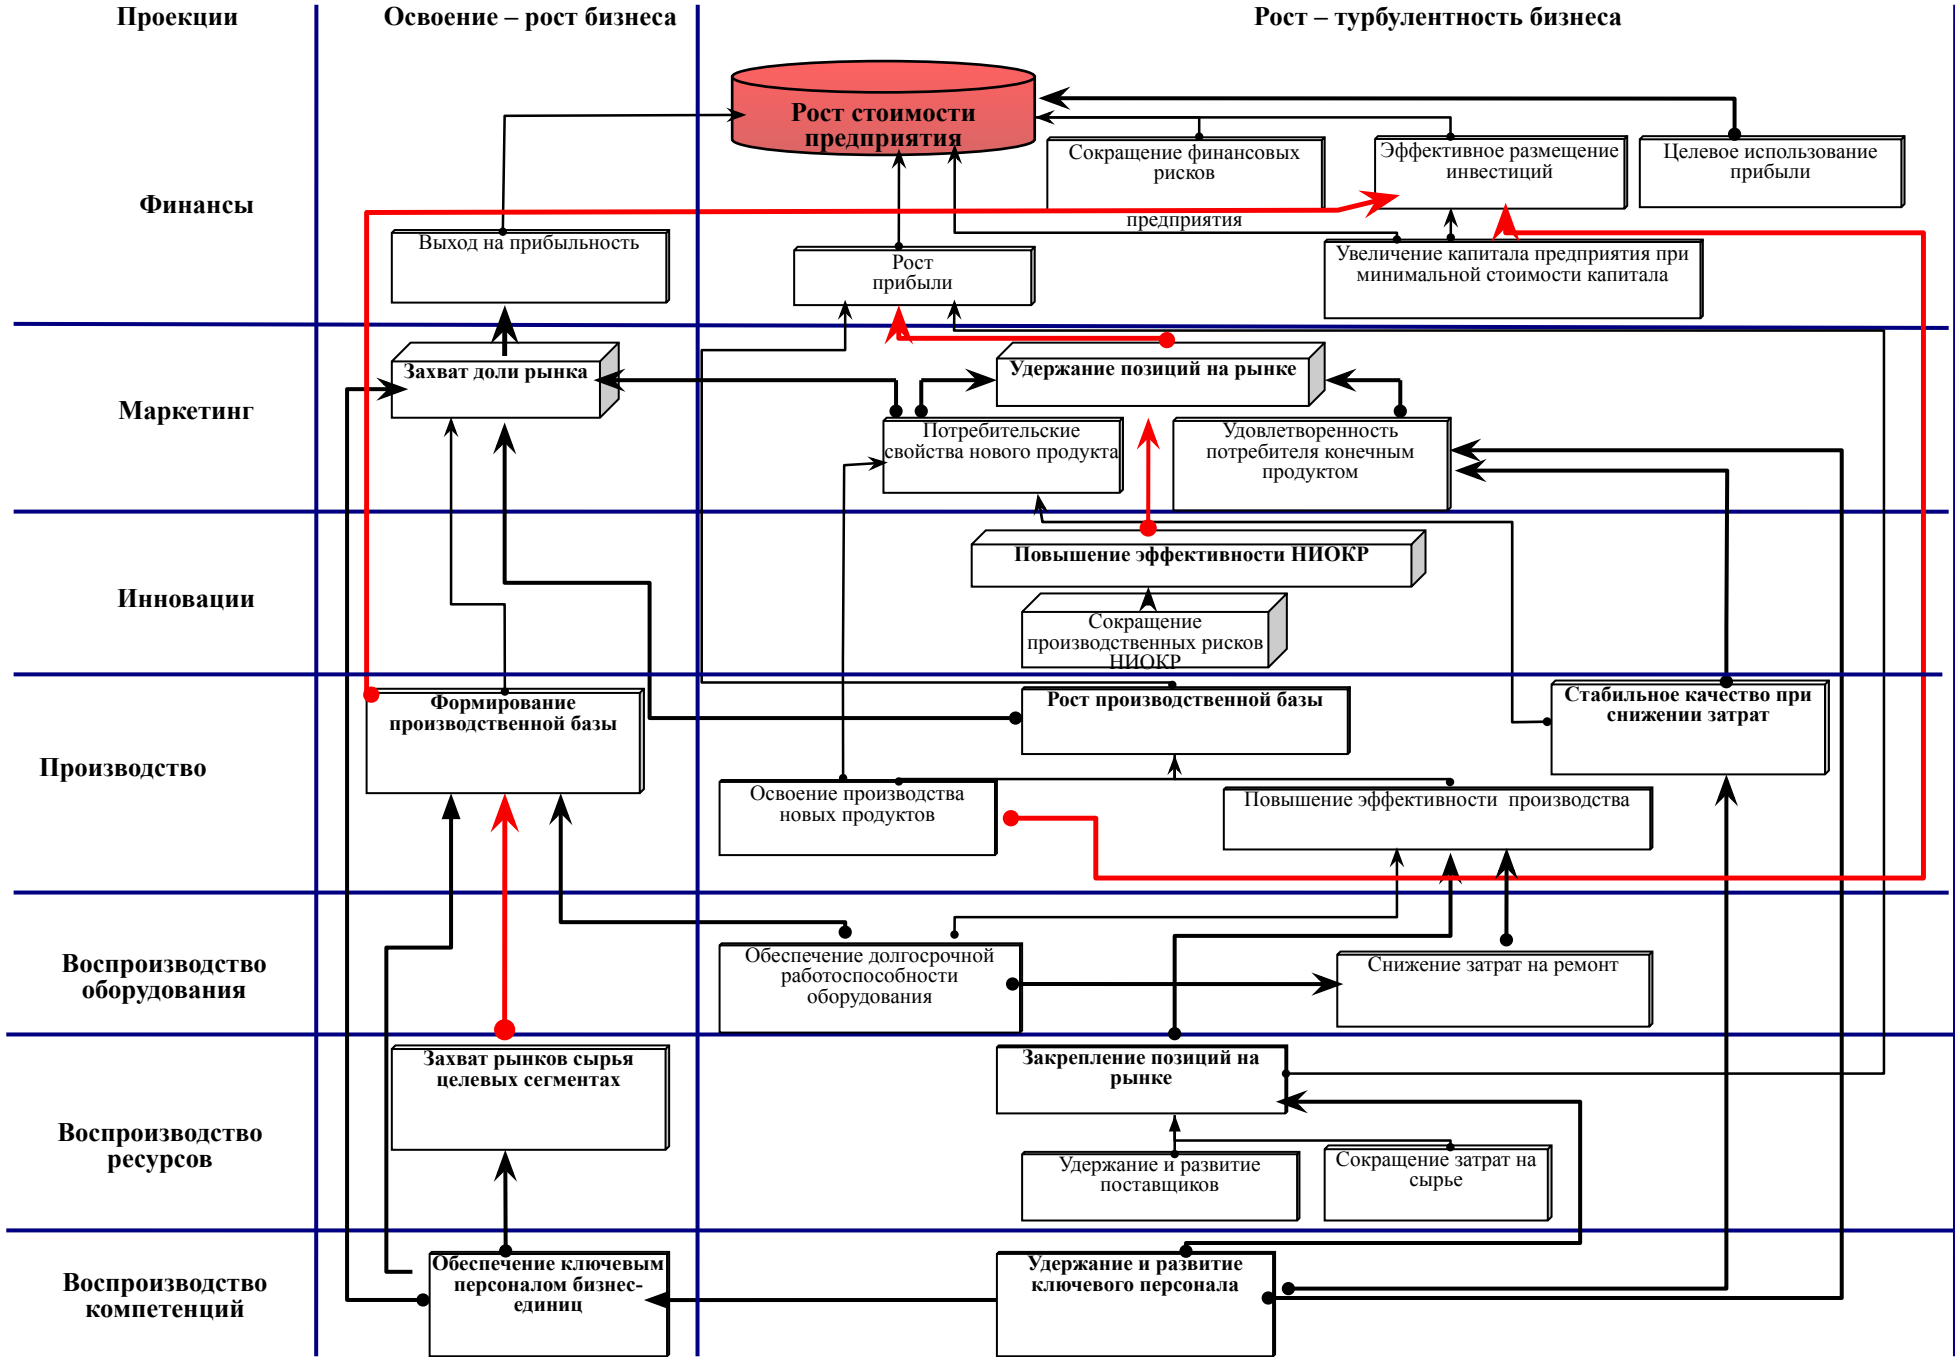 Проекции
Освоение – рост бизнеса
Рост – турбулентность бизнеса
Финансы
Рост стоимости
предприятия
Сокращение финансовых
рисков
предприятия
Эффективное размещение
инвестиций
Целевое использование
прибыли
Выход на прибыльность
Рост
прибыли
Увеличение капитала предприятия при
минимальной стоимости капитала
Маркетинг
Захват доли рынка
Удержание позиций на рынке
Потребительские
свойства нового продукта
Удовлетворенность
потребителя конечным
продуктом
Инновации
Повышение эффективности НИОКР
Сокращение
производственных рисков
НИОКР
Производство
Формирование
производственной базы
Рост производственной базы
Стабильное качество при
снижении затрат
Освоение производства
новых продуктов
Повышение эффективности производства
Воспроизводство
оборудования
Обеспечение долгосрочной
работоспособности
оборудования
Снижение затрат на ремонт
Воспроизводство
ресурсов
Захват рынков сырья
целевых сегментах
Закрепление позиций на
рынке
Удержание и развитие
поставщиков
Сокращение затрат на
сырье
Воспроизводство
компетенций
Обеспечение ключевым
персоналом бизнес-
единиц
Удержание и развитие
ключевого персонала